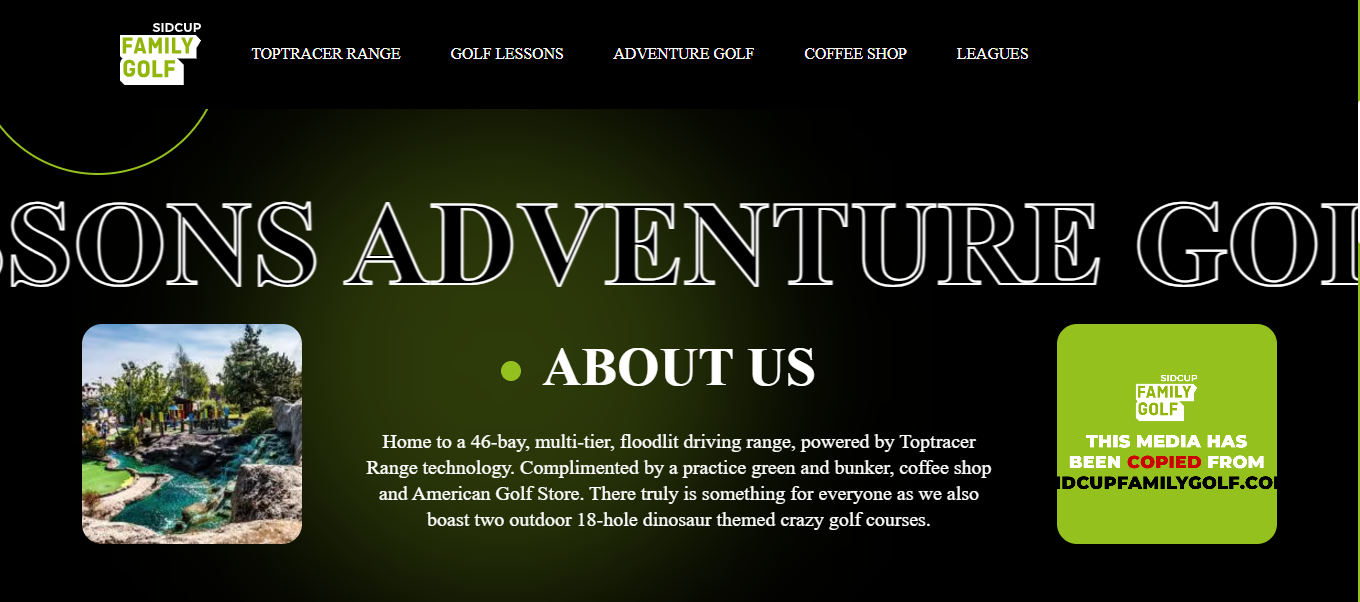 SIDCUP
FAMILY
GOLF
TOPTRACER RANGE
GOLF LESSONS
ADVENTURE GOLF
COFFEE SHOP
LEAGUES
SSONS ADVENTURE GOL
ABOUT US
Home to a 46-bay, multi-tier, floodlit driving range, powered by Toptracer
Range technology. Complimented by a practice green and bunker, coffee shop
and American Golf Store. There truly is something for everyone as we also
boast two outdoor 18-hole dinosaur themed crazy golf courses.
SIDCUP
FAMILY
GOLF
THIS MEDIA HAS
BEEN COPIED FROM
IDCUPFAMILYGOLF.CO